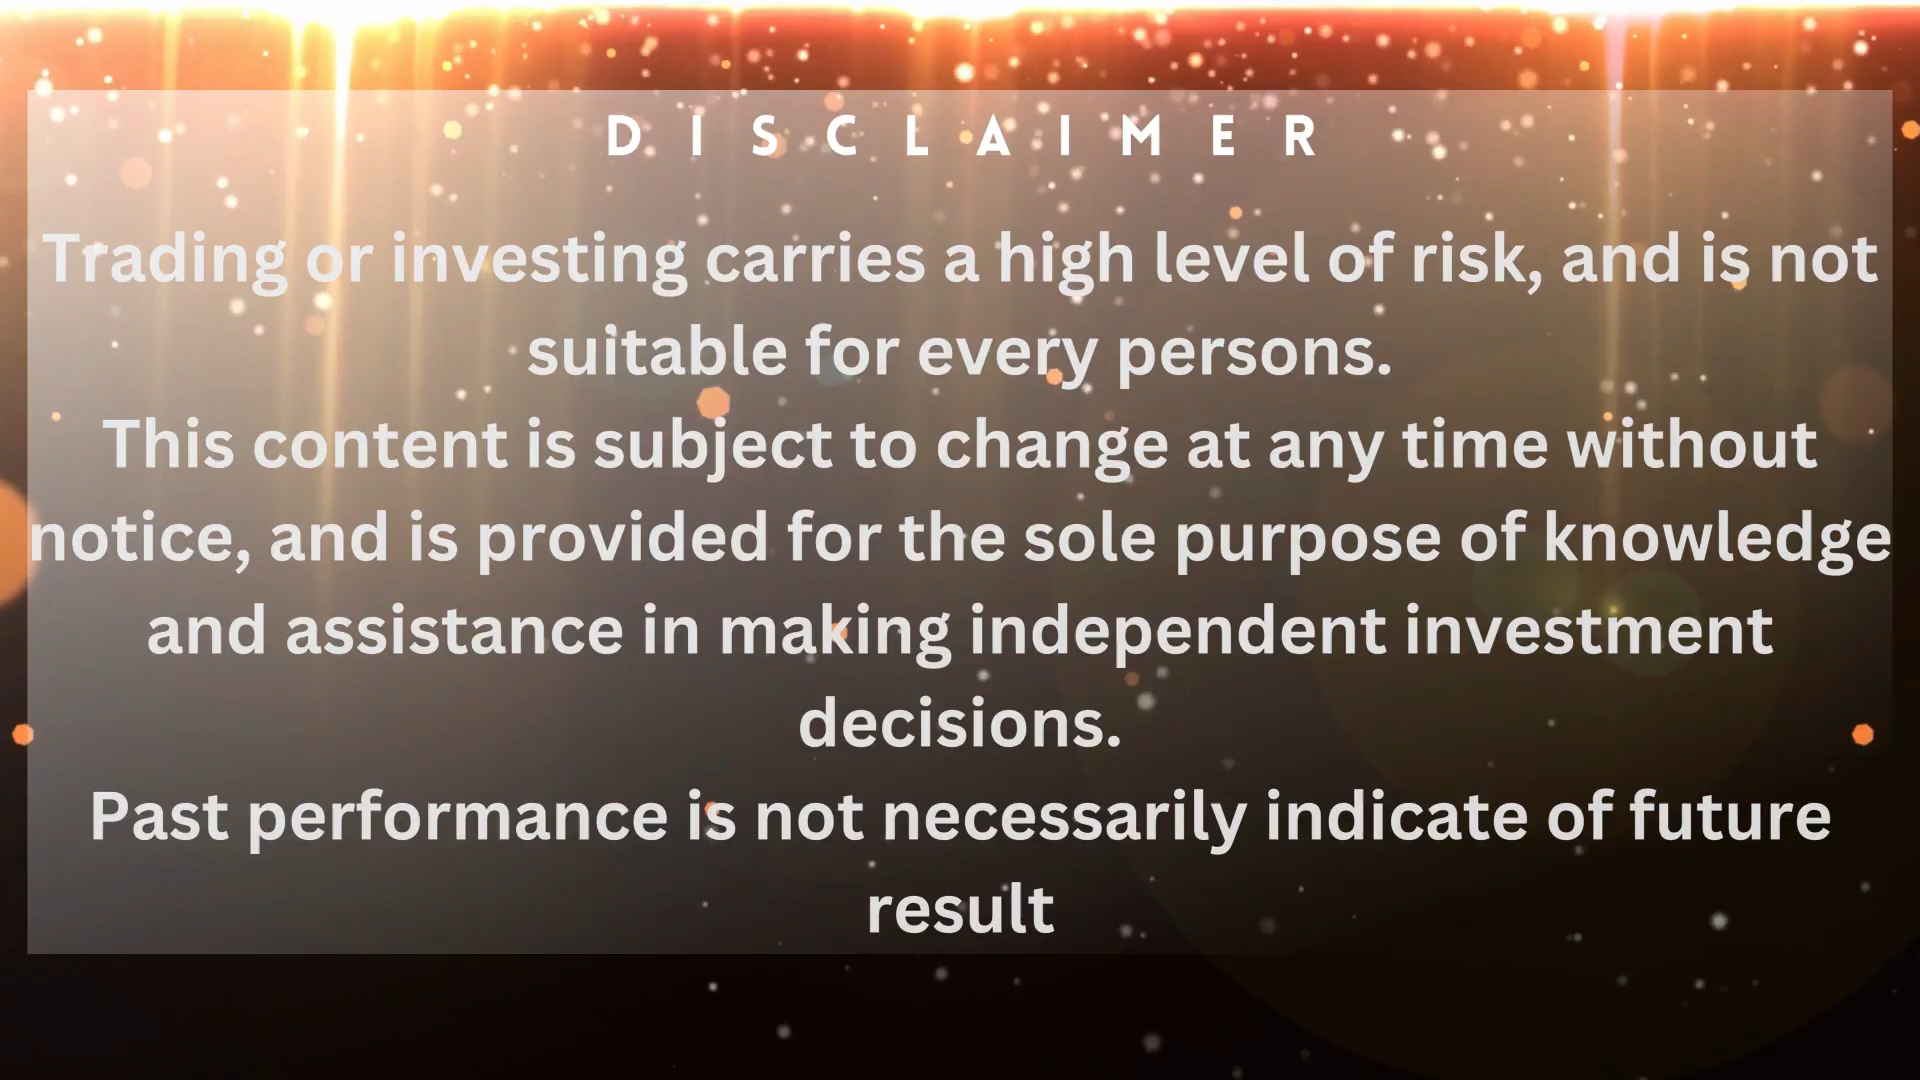 DISCLAIMER
Trading or investing carries a high level of risk, and is not
suitable for every persons.
This content is subject to change at any time without
notice, and is provided for the sole purpose of knowledge
and assistance in making independent investment
decisions.
Past performance is not necessarily indicate of future
result